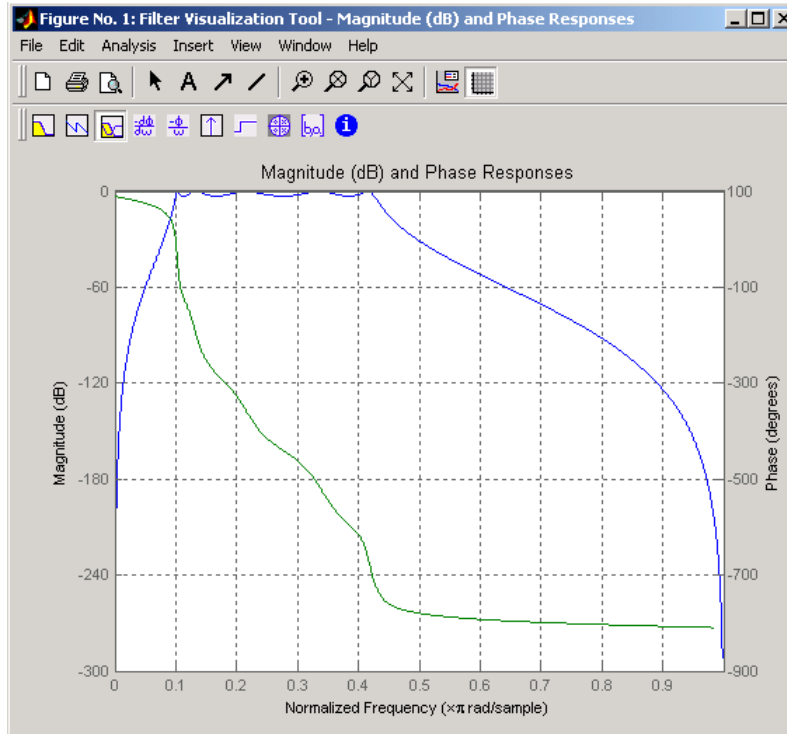 Figure No. 1: Filter Visualization Tool - Magnitude (dB) and Phase Responses
File Edit Analysis Insert View Window Help
A
[b,a]
i
Magnitude (dB) and Phase Responses
0
-60
-120
-180
-240
-300
Magnitude (dB)
100
-100
-300
-500
-700
-900
Phase (degrees)
0 0.1 0.2 0.3 0.4 0.5 0.6 0.7 0.8 0.9
Normalized Frequency (×π rad/sample)